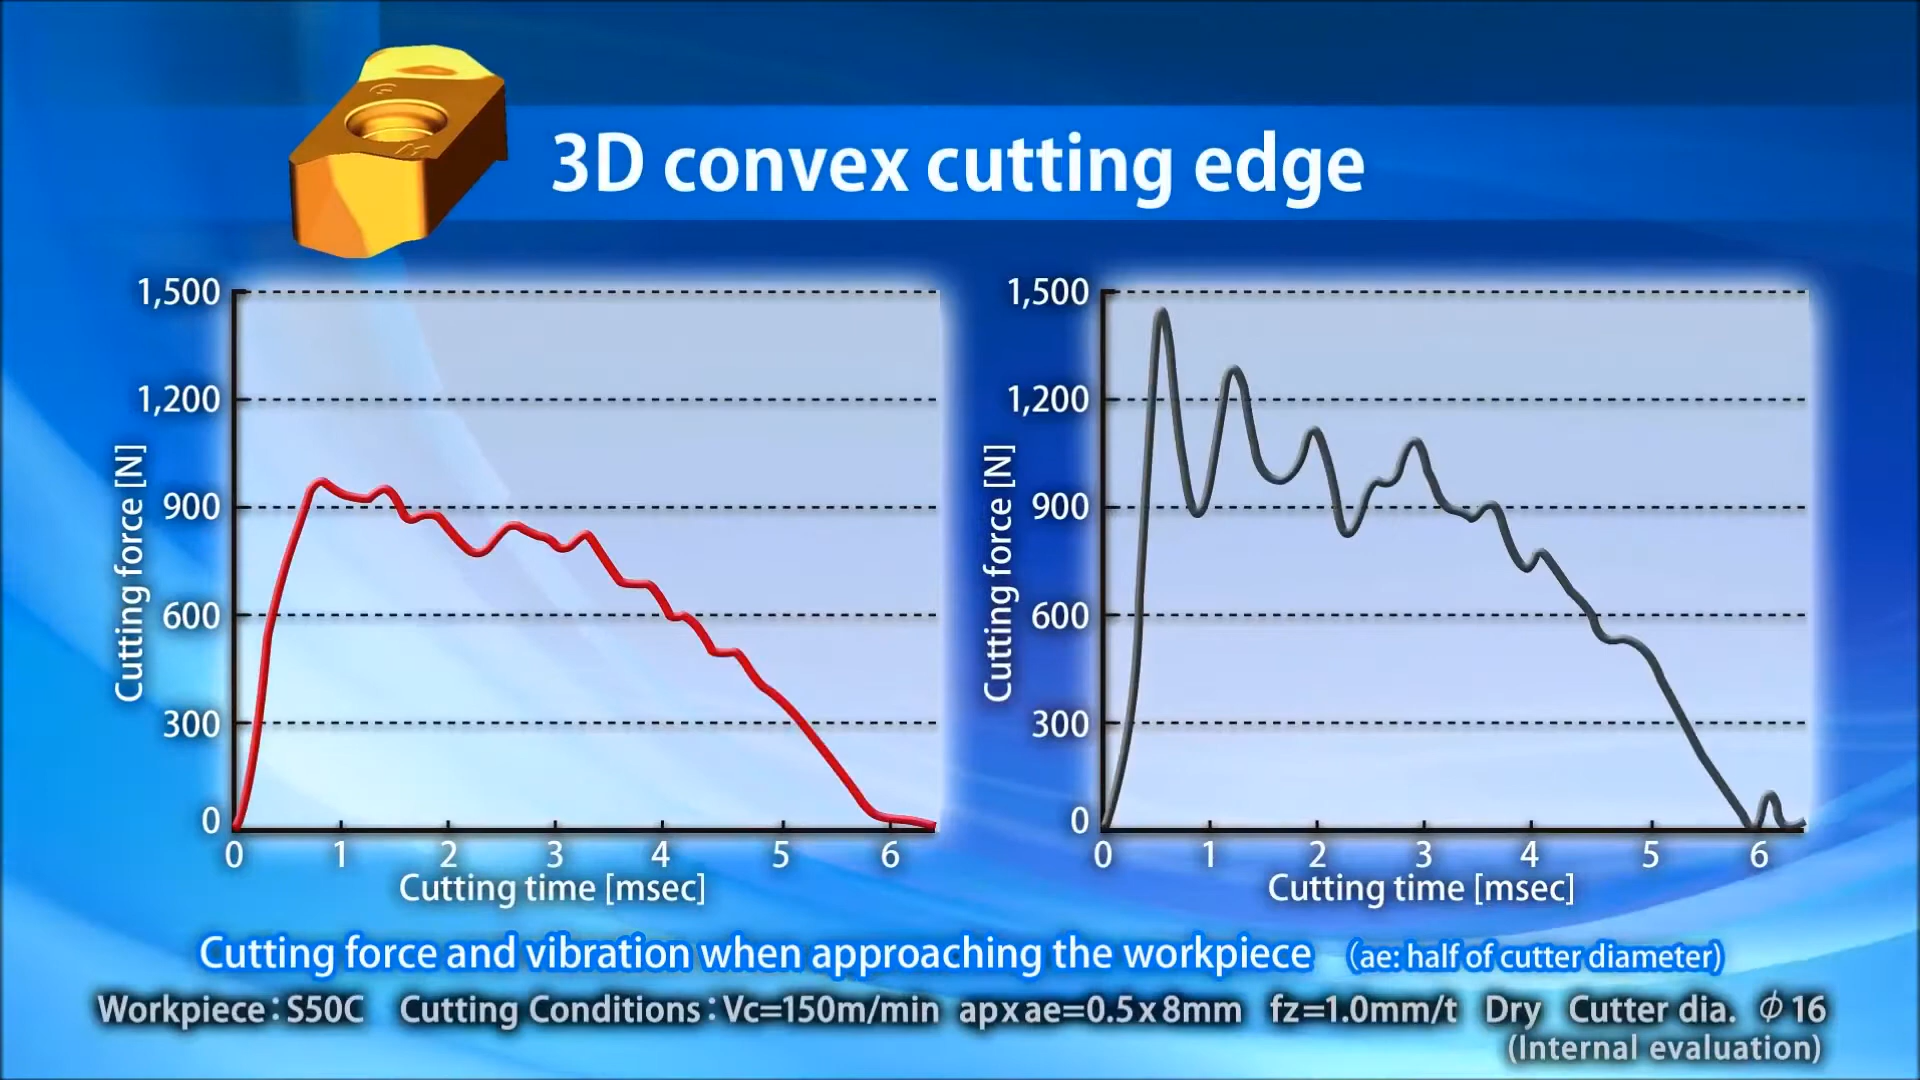 3D convex cutting edge
1,500
1,200
900
600
300
0
Cutting force [N]
0 1 2 3 4 5 6
Cutting time [msec]
1,500
1,200
900
600
300
0
Cutting force [N]
0 1 2 3 4 5 6
Cutting time [msec]
Cutting force and vibration when approaching the workpiece (ae: half of cutter diameter)
Workpiece:S50C Cutting Conditions:Vc=150m/min apxae=0.5x8mm fz=1.0mm/t Dry Cutter dia. ϕ16
(Internal evaluation)